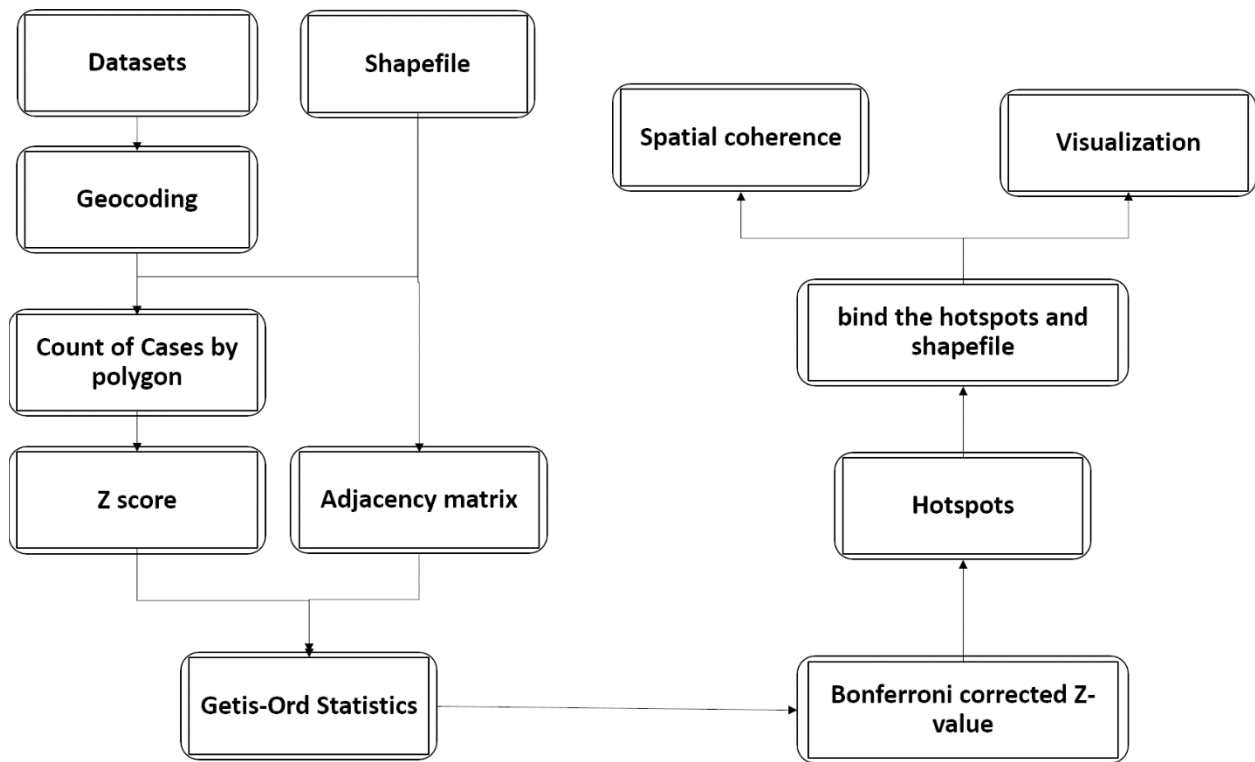 Datasets
Shapefile
Geocoding
Count of Cases by
polygon
Z score
Adjacency matrix
Getis-Ord Statistics
Bonferroni corrected Z-
value
Hotspots
bind the hotspots and
shapefile
Spatial coherence
Visualization